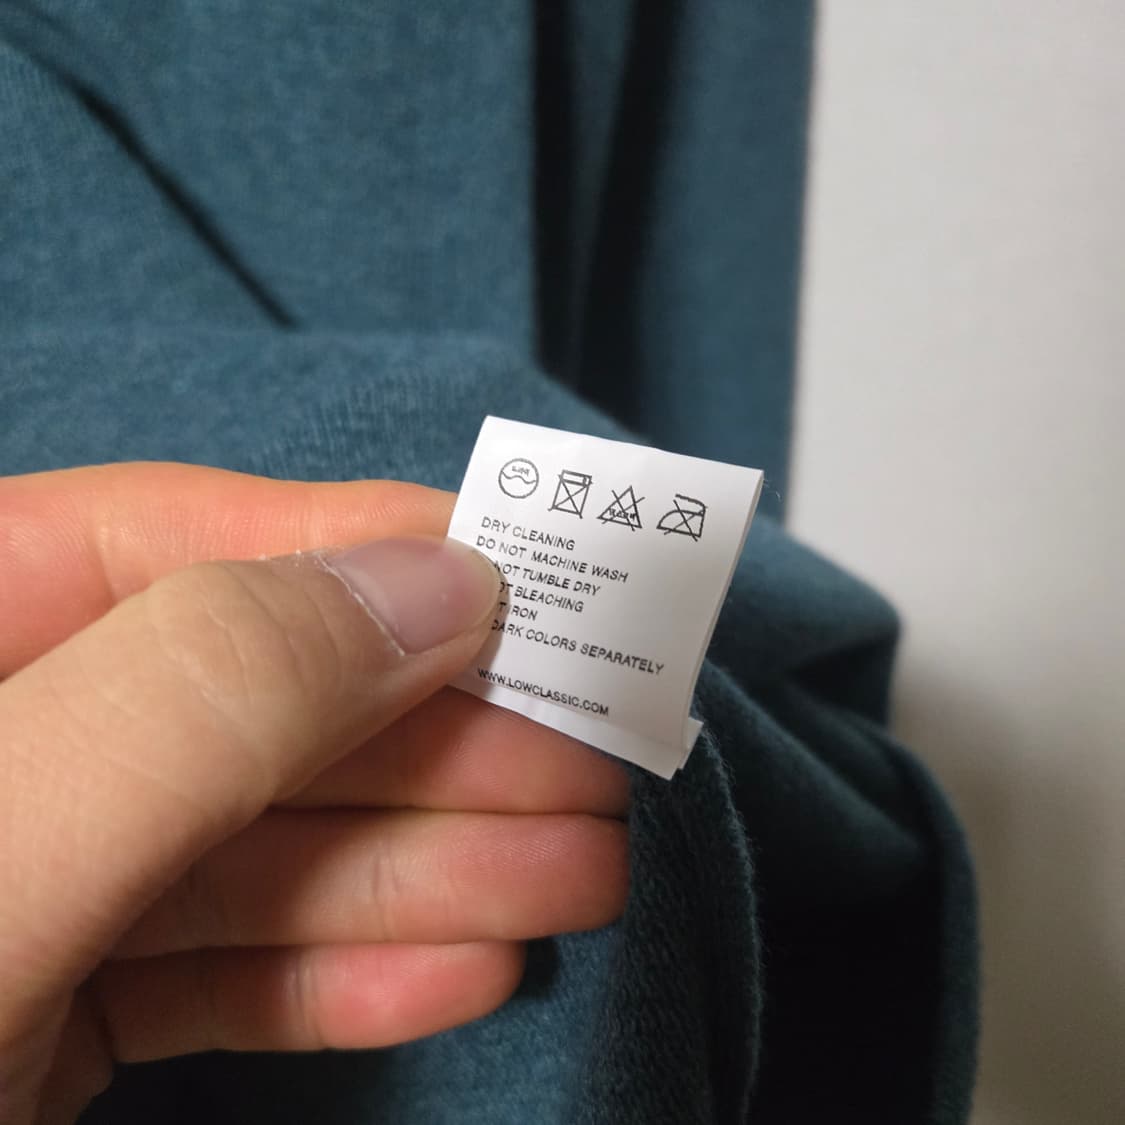 DRY CLEANING
DO NOT MACHINE WASH
NOT TUMBLE DRY
BLEACHING
IRON
DARK COLORS SEPARATELY
WWW.LOWCLASSIC.COM